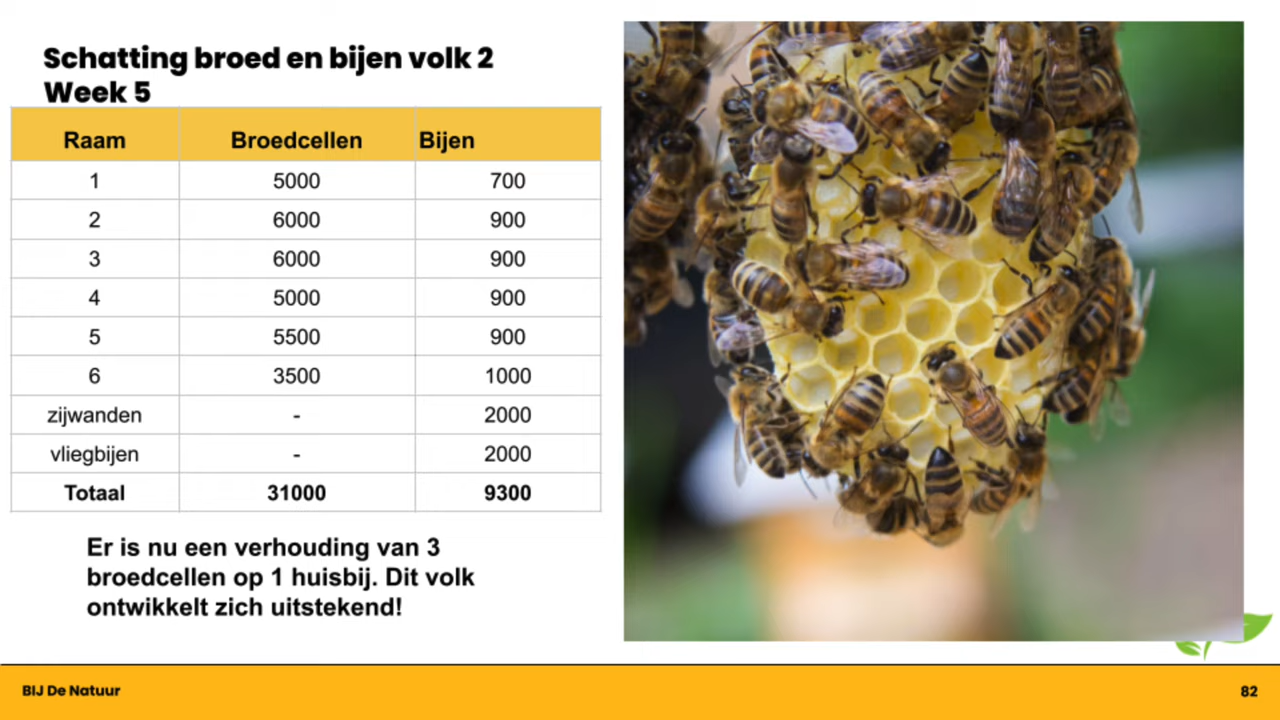 Schatting broed en bijen volk 2
Week 5
Raam Broedcellen Bijen
1 5000 700
2 6000 900
3 6000 900
4 5000 900
5 5500 900
6 3500 1000
zijwanden - 2000
vliegbijen - 2000
Totaal 31000 9300
Er is nu een verhouding van 3
broedcellen op 1 huisbij. Dit volk
ontwikkelt zich uitstekend!
BIJ De Natuur 82